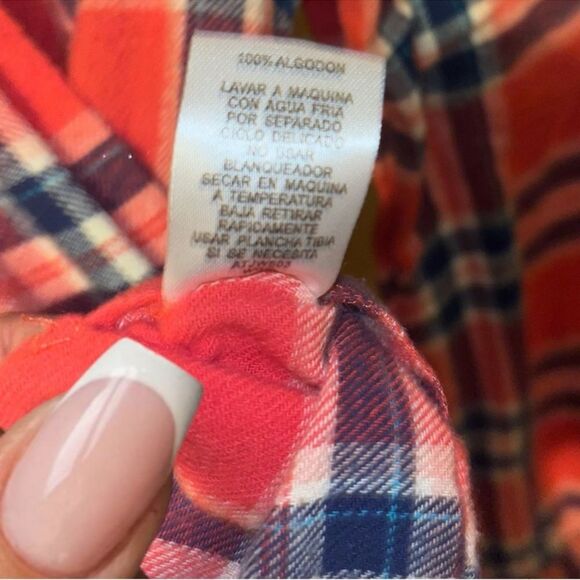 100% ALGODON
LAVAR A MAQUINA
CON AGUA FRIA
POR SEPARADO
CICLO DELICADO
NO USAR
BLANQUEADOR
SECAR EN MAQUINA
A TEMPERATURA
BAJA RETIRAR
RAPIDAMENTE
USAR PLANCHA TIBIA
SI SE NECESITA